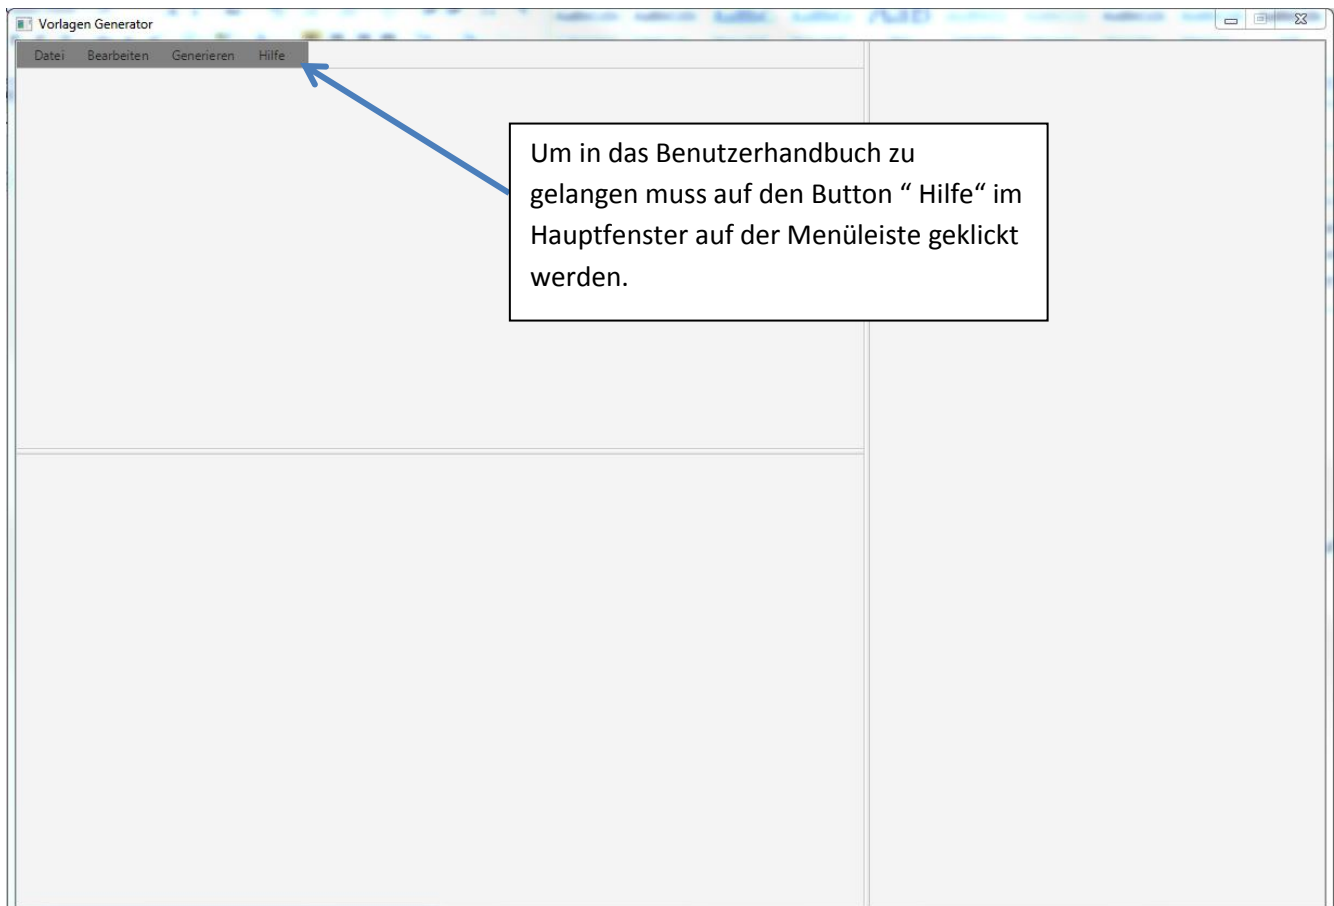 Vorlagen Generator
Datei Bearbeiten Generieren Hilfe
Um in das Benutzerhandbuch zu
gelangen muss auf den Button “ Hilfe“ im
Hauptfenster auf der Menüleiste geklickt
werden.